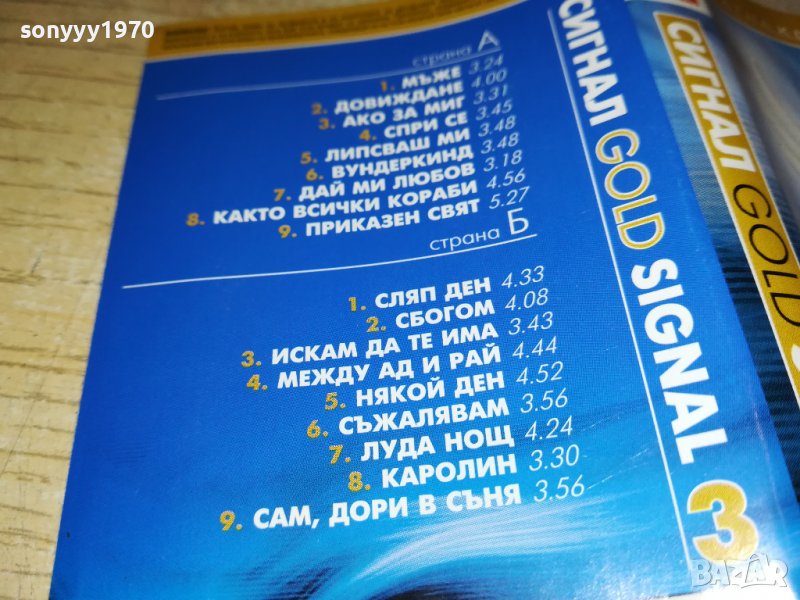 sonyyy1970
страна А
1. МЪЖЕ 3.24
2. ДОВИЖДАНЕ 4.00
3. АКО ЗА МИГ 3.31
4. СПРИ СЕ 3.45
5. ЛИПСВАШ МИ 3.48
6. ВУНДЕРКИНД 3.48
7. ДАЙ МИ ЛЮБОВ 3.18
8. КАКТО ВСИЧКИ КОРАБИ 4.56
9. ПРИКАЗЕН СВЯТ 5.27
страна Б
1. СЛЯП ДЕН 4.33
2. СБОГОМ 4.08
3. ИСКАМ ДА ТЕ ИМА 3.43
4. МЕЖДУ АД И РАЙ 4.44
5. НЯКОЙ ДЕН 4.52
6. СЪЖАЛЯВАМ 3.56
7. ЛУДА НОЩ 4.24
8. КАРОЛИН 3.30
9. САМ, ДОРИ В СЪНЯ 3.56
СИГНАЛ GOLD SIGNAL 3
СИГНАЛ GOLD
БАZАР